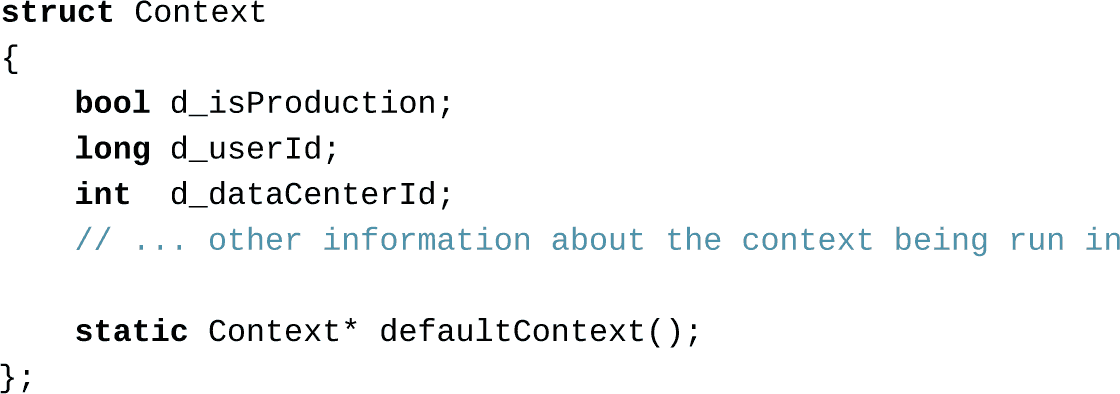 struct Context
{
    bool d_isProduction;
    long d_userId;
    int  d_dataCenterId;
    // ... other information about the context being run in

    static Context* defaultContext();
};